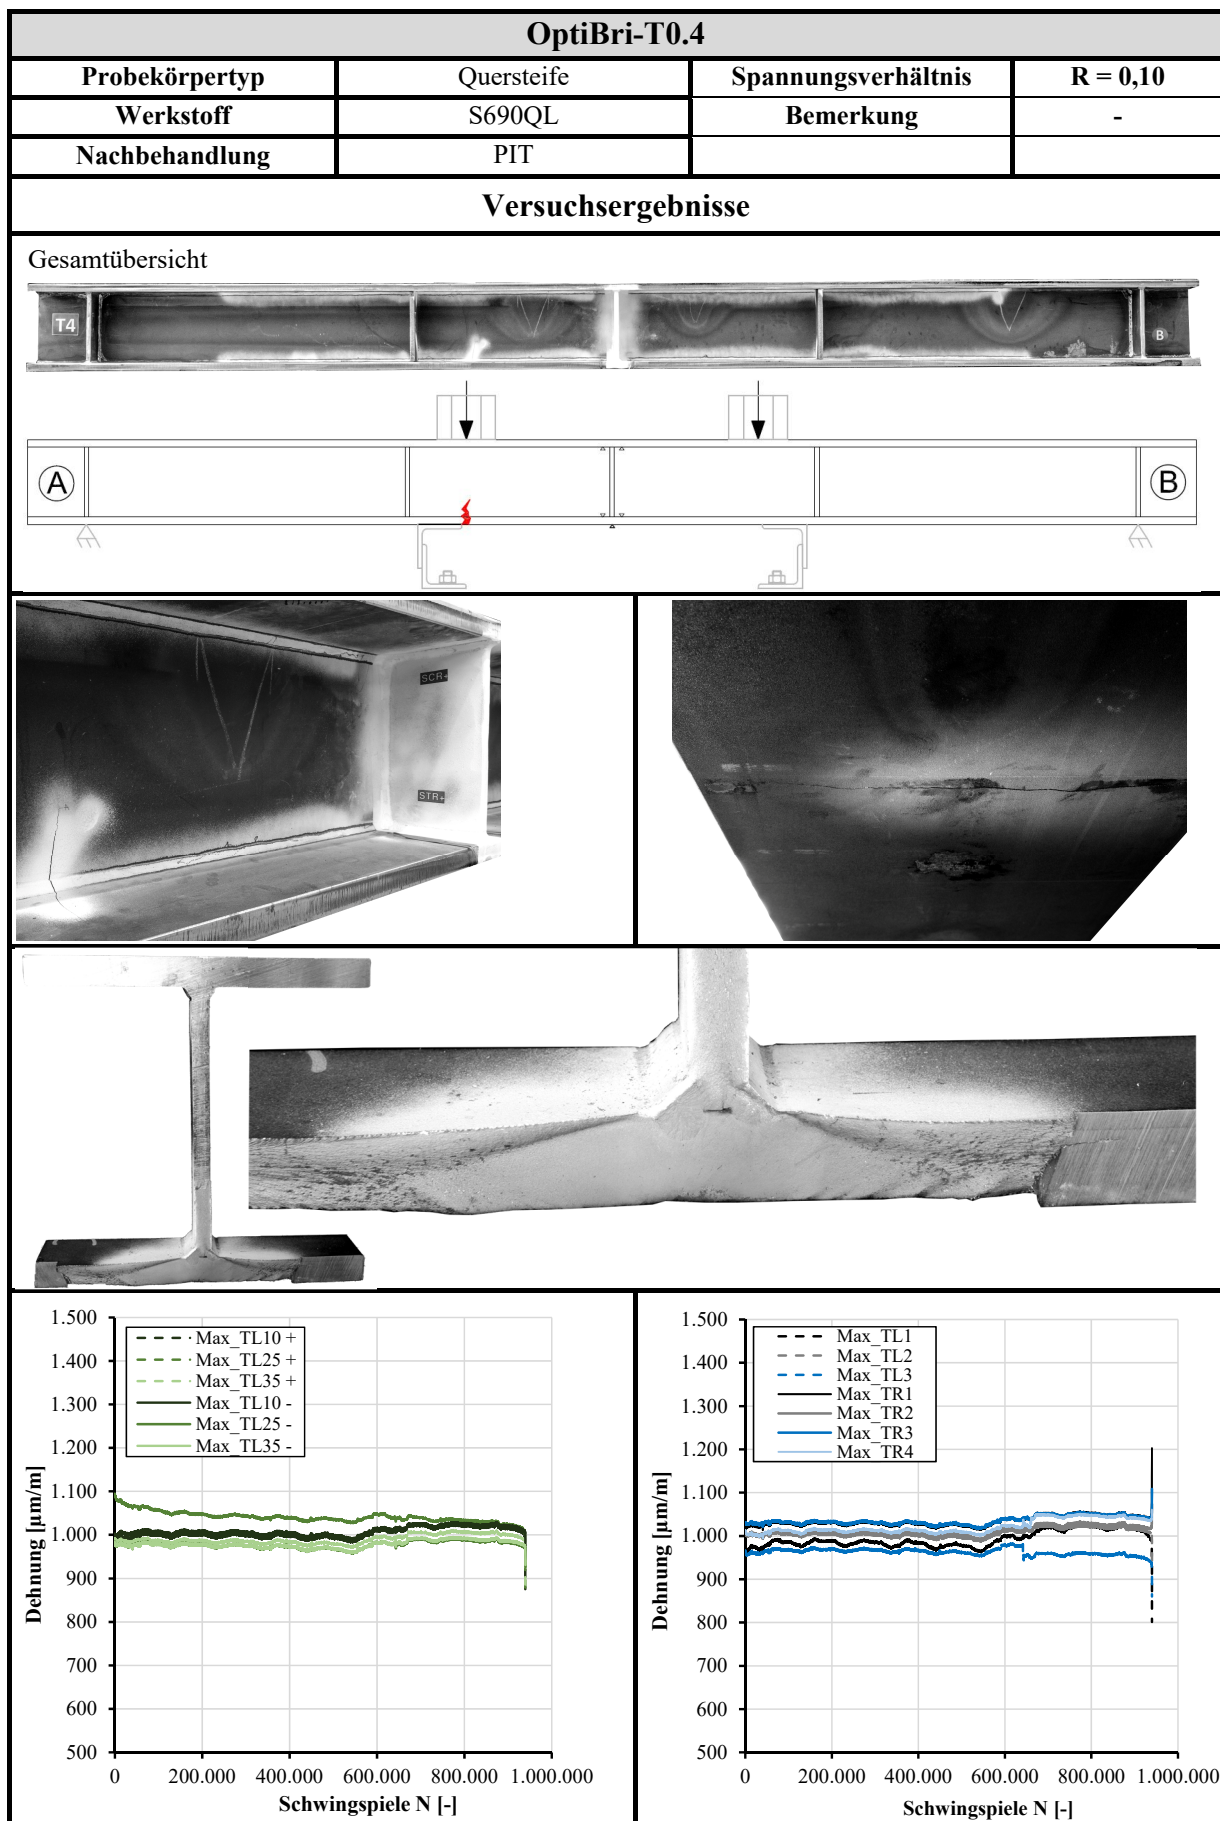 OptiBri-T0.4
Probekörpertyp Quersteife Spannungsverhältnis R = 0,10
Werkstoff S690QL Bemerkung -
Nachbehandlung PIT
Versuchsergebnisse
Gesamtübersicht
T4
B
A
B
SCR+
STR+
1.500
1.400
1.300
1.200
1.100
1.000
900
800
700
600
500
Dehnung [µm/m]
Max_TL10 +
Max_TL25 +
Max_TL35 +
Max_TL10 -
Max_TL25 -
Max_TL35 -
0 200.000 400.000 600.000 800.000 1.000.000
Schwingspiele N [-]
1.500
1.400
1.300
1.200
1.100
1.000
900
800
700
600
500
Dehnung [µm/m]
Max_TL1
Max_TL2
Max_TL3
Max_TR1
Max_TR2
Max_TR3
Max_TR4
0 200.000 400.000 600.000 800.000 1.000.000
Schwingspiele N [-]